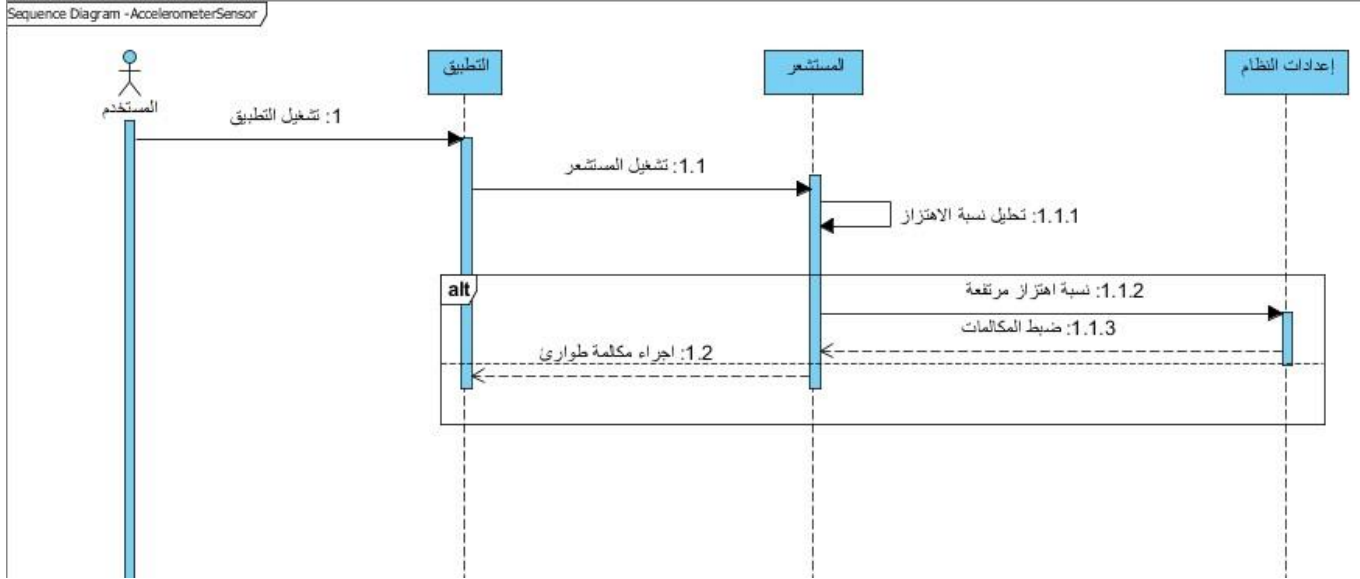 Sequence Diagram -AccelerometerSensor
المستخدم
التطبيق
المستشعر
إعدادات النظام
1: تشغيل التطبيق
1.1: تشغيل المستشعر
1.1.1: تحليل نسبة الاهتزاز
alt
1.1.2: نسبة اهتزاز مرتفعة
1.1.3: ضبط المكالمات
1.2: اجراء مكالمة طوارئ